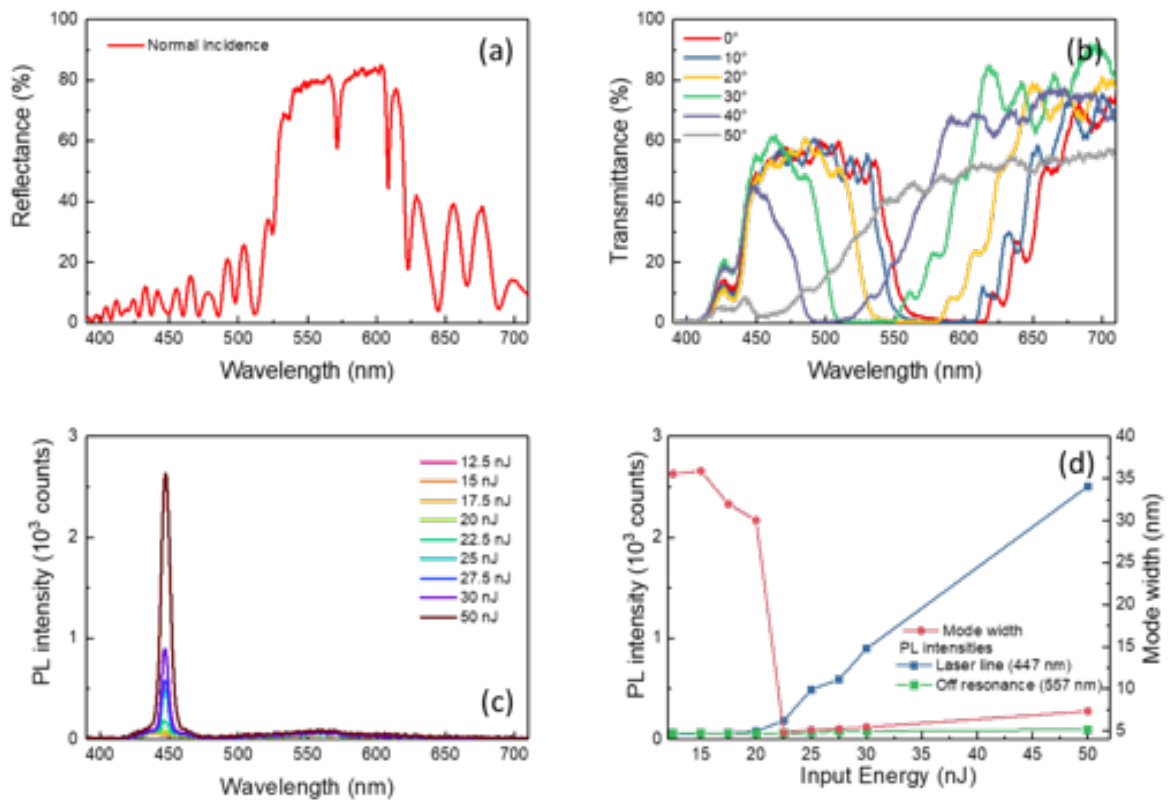 100
80
60
40
20
0
Reflectance (%)
Normal incidence
(a)
400 450 500 550 600 650 700
Wavelength (nm)
100
80
60
40
20
0
Transmittance (%)
0°
10°
20°
30°
40°
50°
(b)
400 450 500 550 600 650 700
Wavelength (nm)
3
2
1
0
PL intensity (10³ counts)
12.5 nJ
15 nJ
17.5 nJ
20 nJ
22.5 nJ
25 nJ
27.5 nJ
30 nJ
50 nJ
(c)
400 450 500 550 600 650 700
Wavelength (nm)
3
2
1
0
PL intensity (10³ counts)
(d)
Mode width
PL intensities
Laser line (447 nm)
Off resonance (557 nm)
40
35
30
25
20
15
10
5
Mode width (nm)
15 20 25 30 35 40 45 50
Input Energy (nJ)